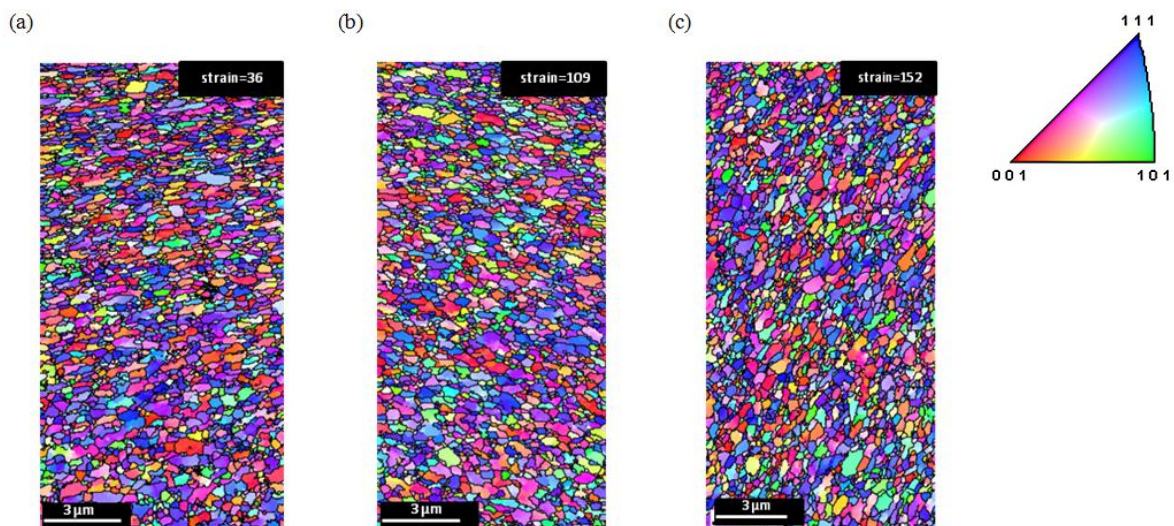 (a)
(b)
(c)
strain=36
strain=109
strain=152
111
001
101
3 µm
3 µm
3 µm